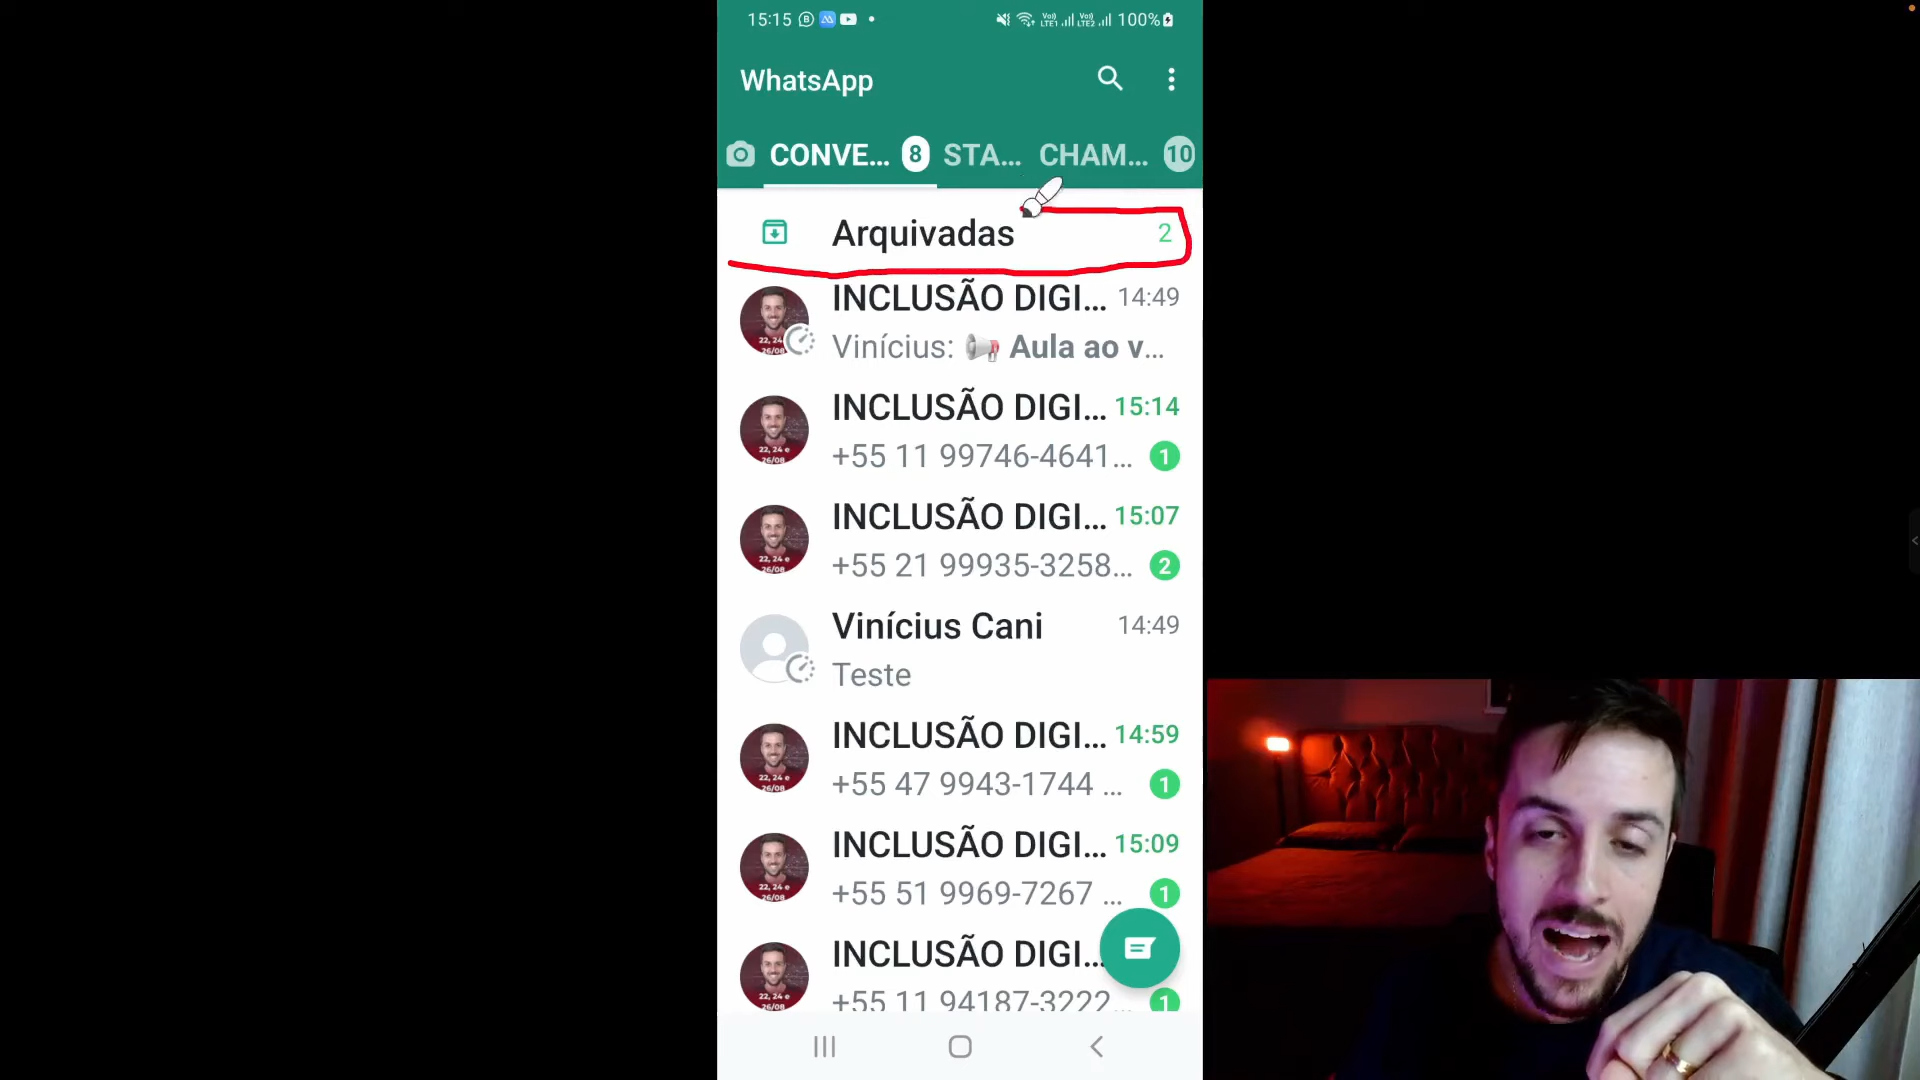 15:15 100%
WhatsApp
CONVE... 8 STA... CHAM... 10
Arquivadas 2
INCLUSÃO DIGI... 14:49
Vinícius: Aula ao v...
INCLUSÃO DIGI... 15:14
+55 11 99746-4641... 1
INCLUSÃO DIGI... 15:07
+55 21 99935-3258... 2
Vinícius Cani 14:49
Teste
INCLUSÃO DIGI... 14:59
+55 47 9943-1744 ... 1
INCLUSÃO DIGI... 15:09
+55 51 9969-7267 ... 1
INCLUSÃO DIGI...
+55 11 94187-3222... 1